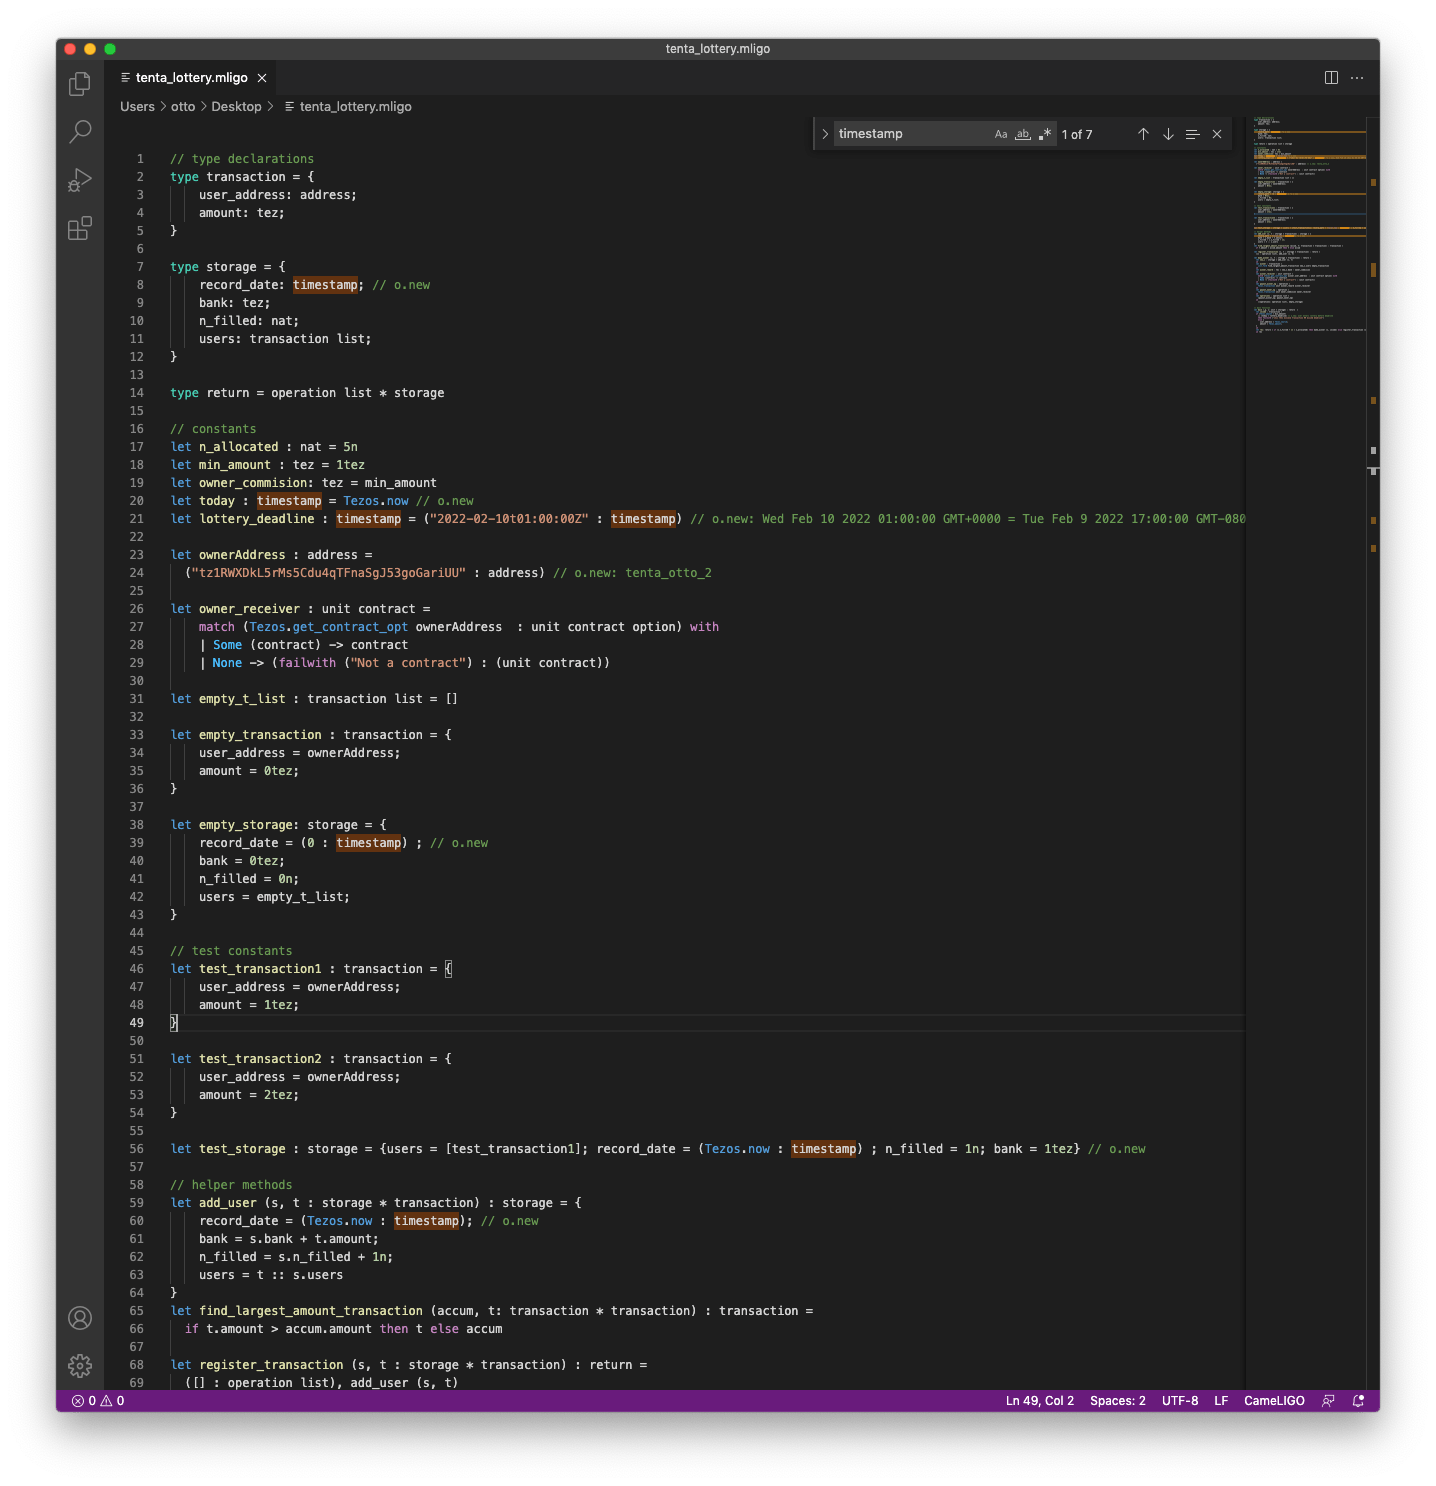 tenta_lottery.mligo
tenta_lottery.mligo
Users > otto > Desktop > tenta_lottery.mligo
timestamp Aa ab 1 of 7
1 // type declarations
2 type transaction = {
3 user_address: address;
4 amount: tez;
5 }
6
7 type storage = {
8 record_date: timestamp; // o.new
9 bank: tez;
10 n_filled: nat;
11 users: transaction list;
12 }
13
14 type return = operation list * storage
15
16 // constants
17 let n_allocated : nat = 5n
18 let min_amount : tez = 1tez
19 let owner_commision: tez = min_amount
20 let today : timestamp = Tezos.now // o.new
21 let lottery_deadline : timestamp = ("2022-02-10t01:00:00Z" : timestamp) // o.new: Wed Feb 10 2022 01:00:00 GMT+0000 = Tue Feb 9 2022 17:00:00 GMT-080
22
23 let ownerAddress : address =
24 ("tz1RWXDkL5rMs5Cdu4qTFnaSgJ53goGariUU" : address) // o.new: tenta_otto_2
25
26 let owner_receiver : unit contract =
27 match (Tezos.get_contract_opt ownerAddress  : unit contract option) with
28 | Some (contract) -> contract
29 | None -> (failwith ("Not a contract") : (unit contract))
30
31 let empty_t_list : transaction list = []
32
33 let empty_transaction : transaction = {
34 user_address = ownerAddress;
35 amount = 0tez;
36 }
37
38 let empty_storage: storage = {
39 record_date = (0 : timestamp) ; // o.new
40 bank = 0tez;
41 n_filled = 0n;
42 users = empty_t_list;
43 }
44
45 // test constants
46 let test_transaction1 : transaction = {
47 user_address = ownerAddress;
48 amount = 1tez;
49 }
50
51 let test_transaction2 : transaction = {
52 user_address = ownerAddress;
53 amount = 2tez;
54 }
55
56 let test_storage : storage = {users = [test_transaction1]; record_date = (Tezos.now : timestamp) ; n_filled = 1n; bank = 1tez} // o.new
57
58 // helper methods
59 let add_user (s, t : storage * transaction) : storage = {
60 record_date = (Tezos.now : timestamp); // o.new
61 bank = s.bank + t.amount;
62 n_filled = s.n_filled + 1n;
63 users = t :: s.users
64 }
65 let find_largest_amount_transaction (accum, t: transaction * transaction) : transaction =
66 if t.amount > accum.amount then t else accum
67
68 let register_transaction (s, t : storage * transaction) : return =
69 ([] : operation list), add_user (s, t)
0 0 Ln 49, Col 2 Spaces: 2 UTF-8 LF CameLIGO